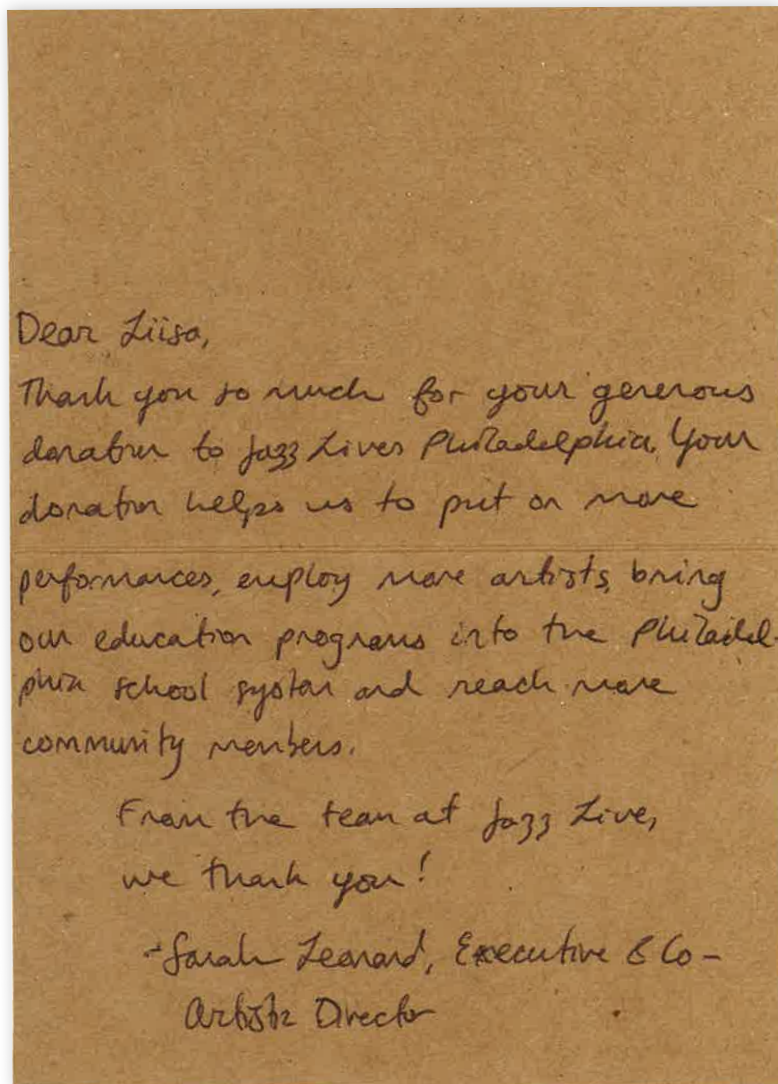 Dear Liisa,
Thank you so much for your generous
donation to Jazz Lives Philadelphia. Your
donation helps us to put on more
performances, employ more artists, bring
our education programs into the Philadel-
phia school system and reach more
community members.
From the team at Jazz Live,
we thank you!
-Sarah Leonard, Executive & Co-
Artistic Director